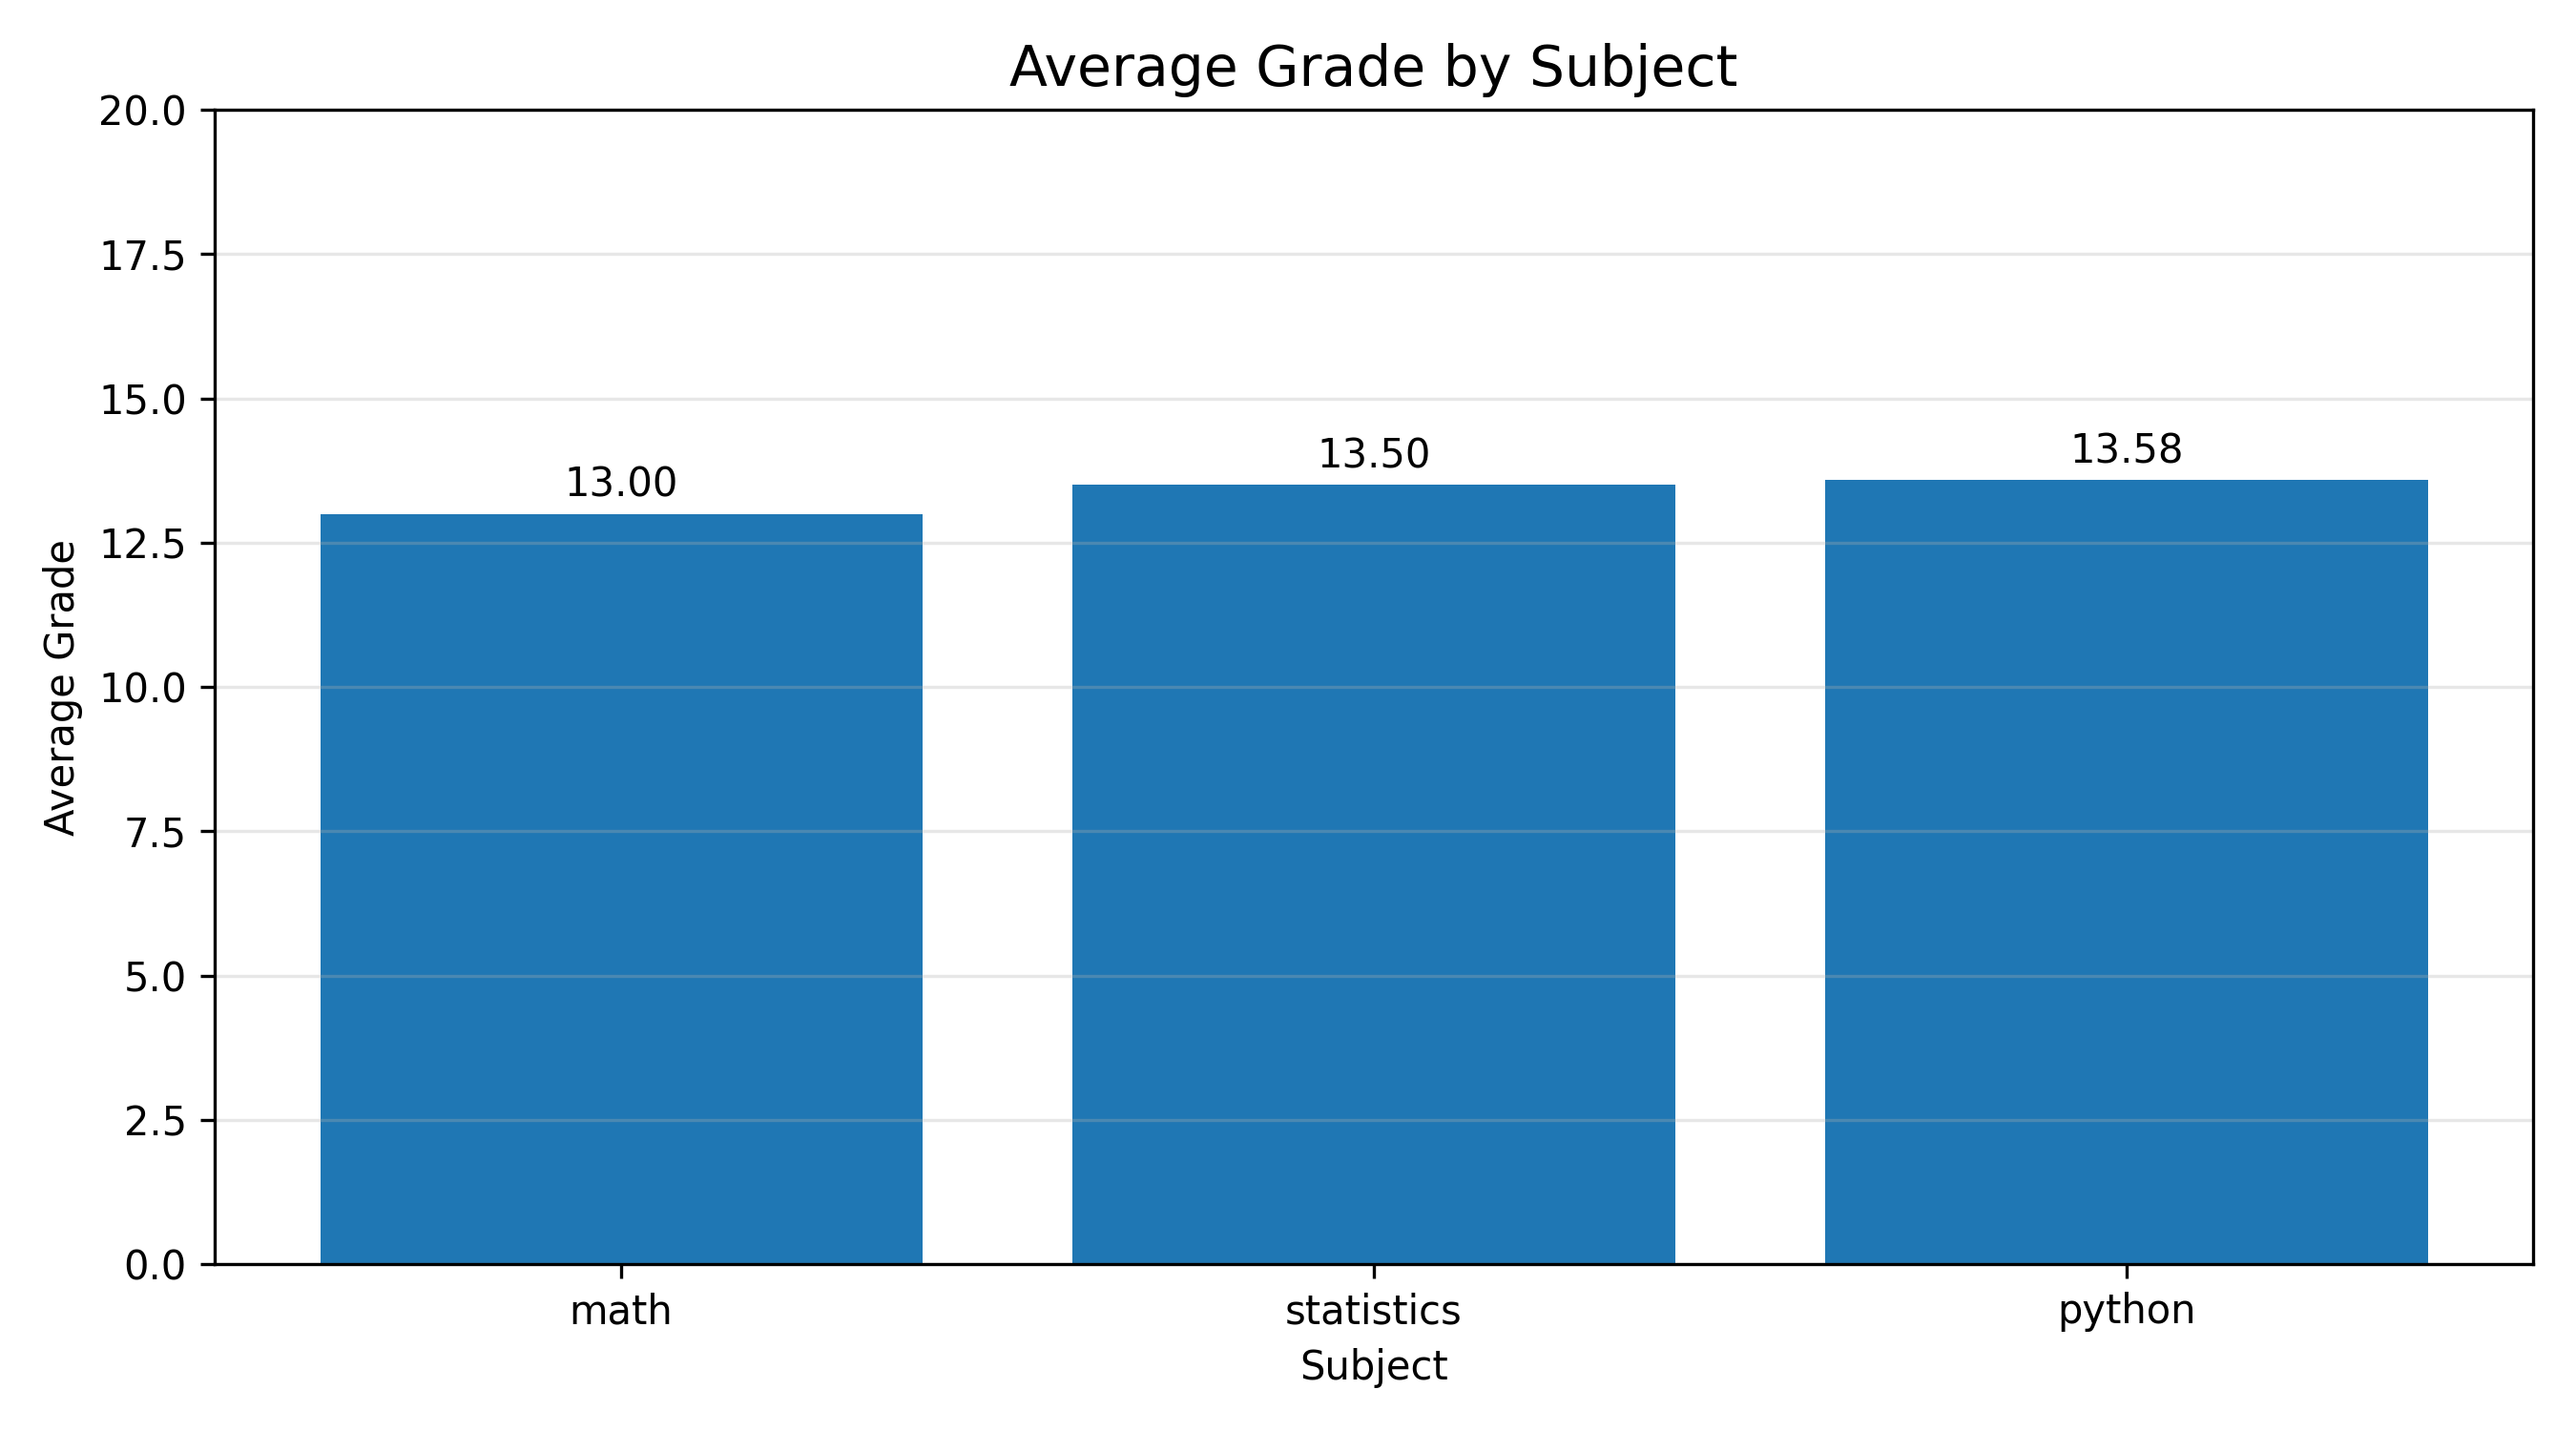 Average Grade by Subject
20.0
17.5
15.0
12.5
10.0
7.5
5.0
2.5
0.0
Average Grade
13.00
13.50
13.58
math
statistics
python
Subject